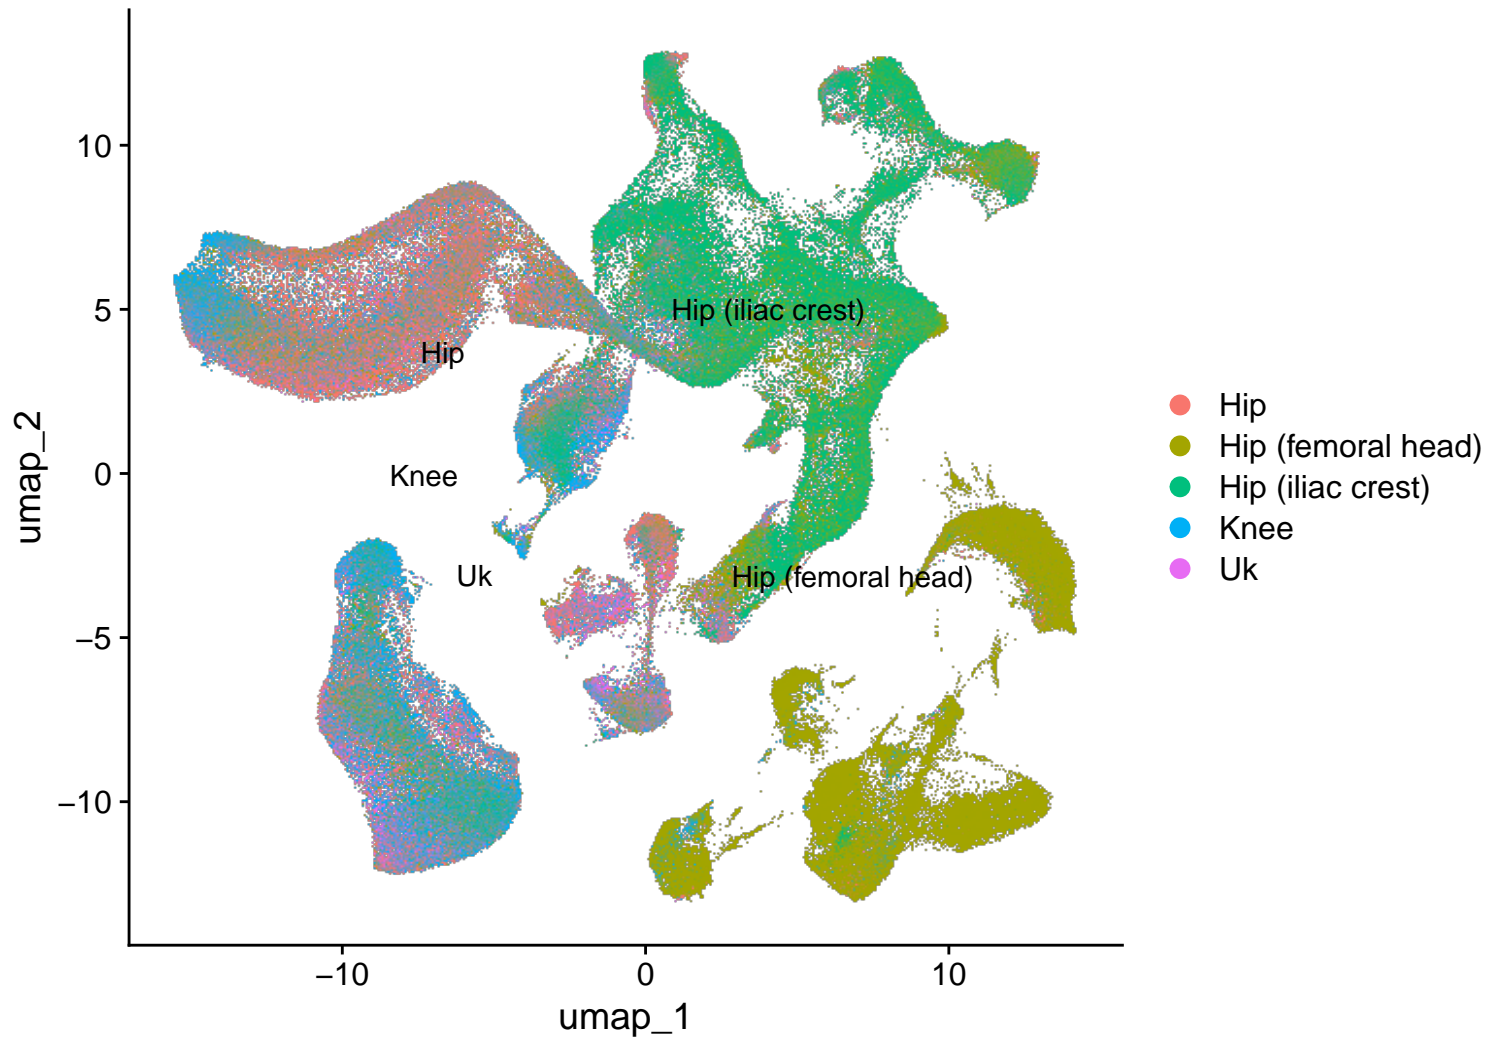 10
5
0
−5
−10
umap_2
−10
0
10
umap_1
Hip (iliac crest)
Hip
Knee
Uk
Hip (femoral head)
Hip
Hip (femoral head)
Hip (iliac crest)
Knee
Uk